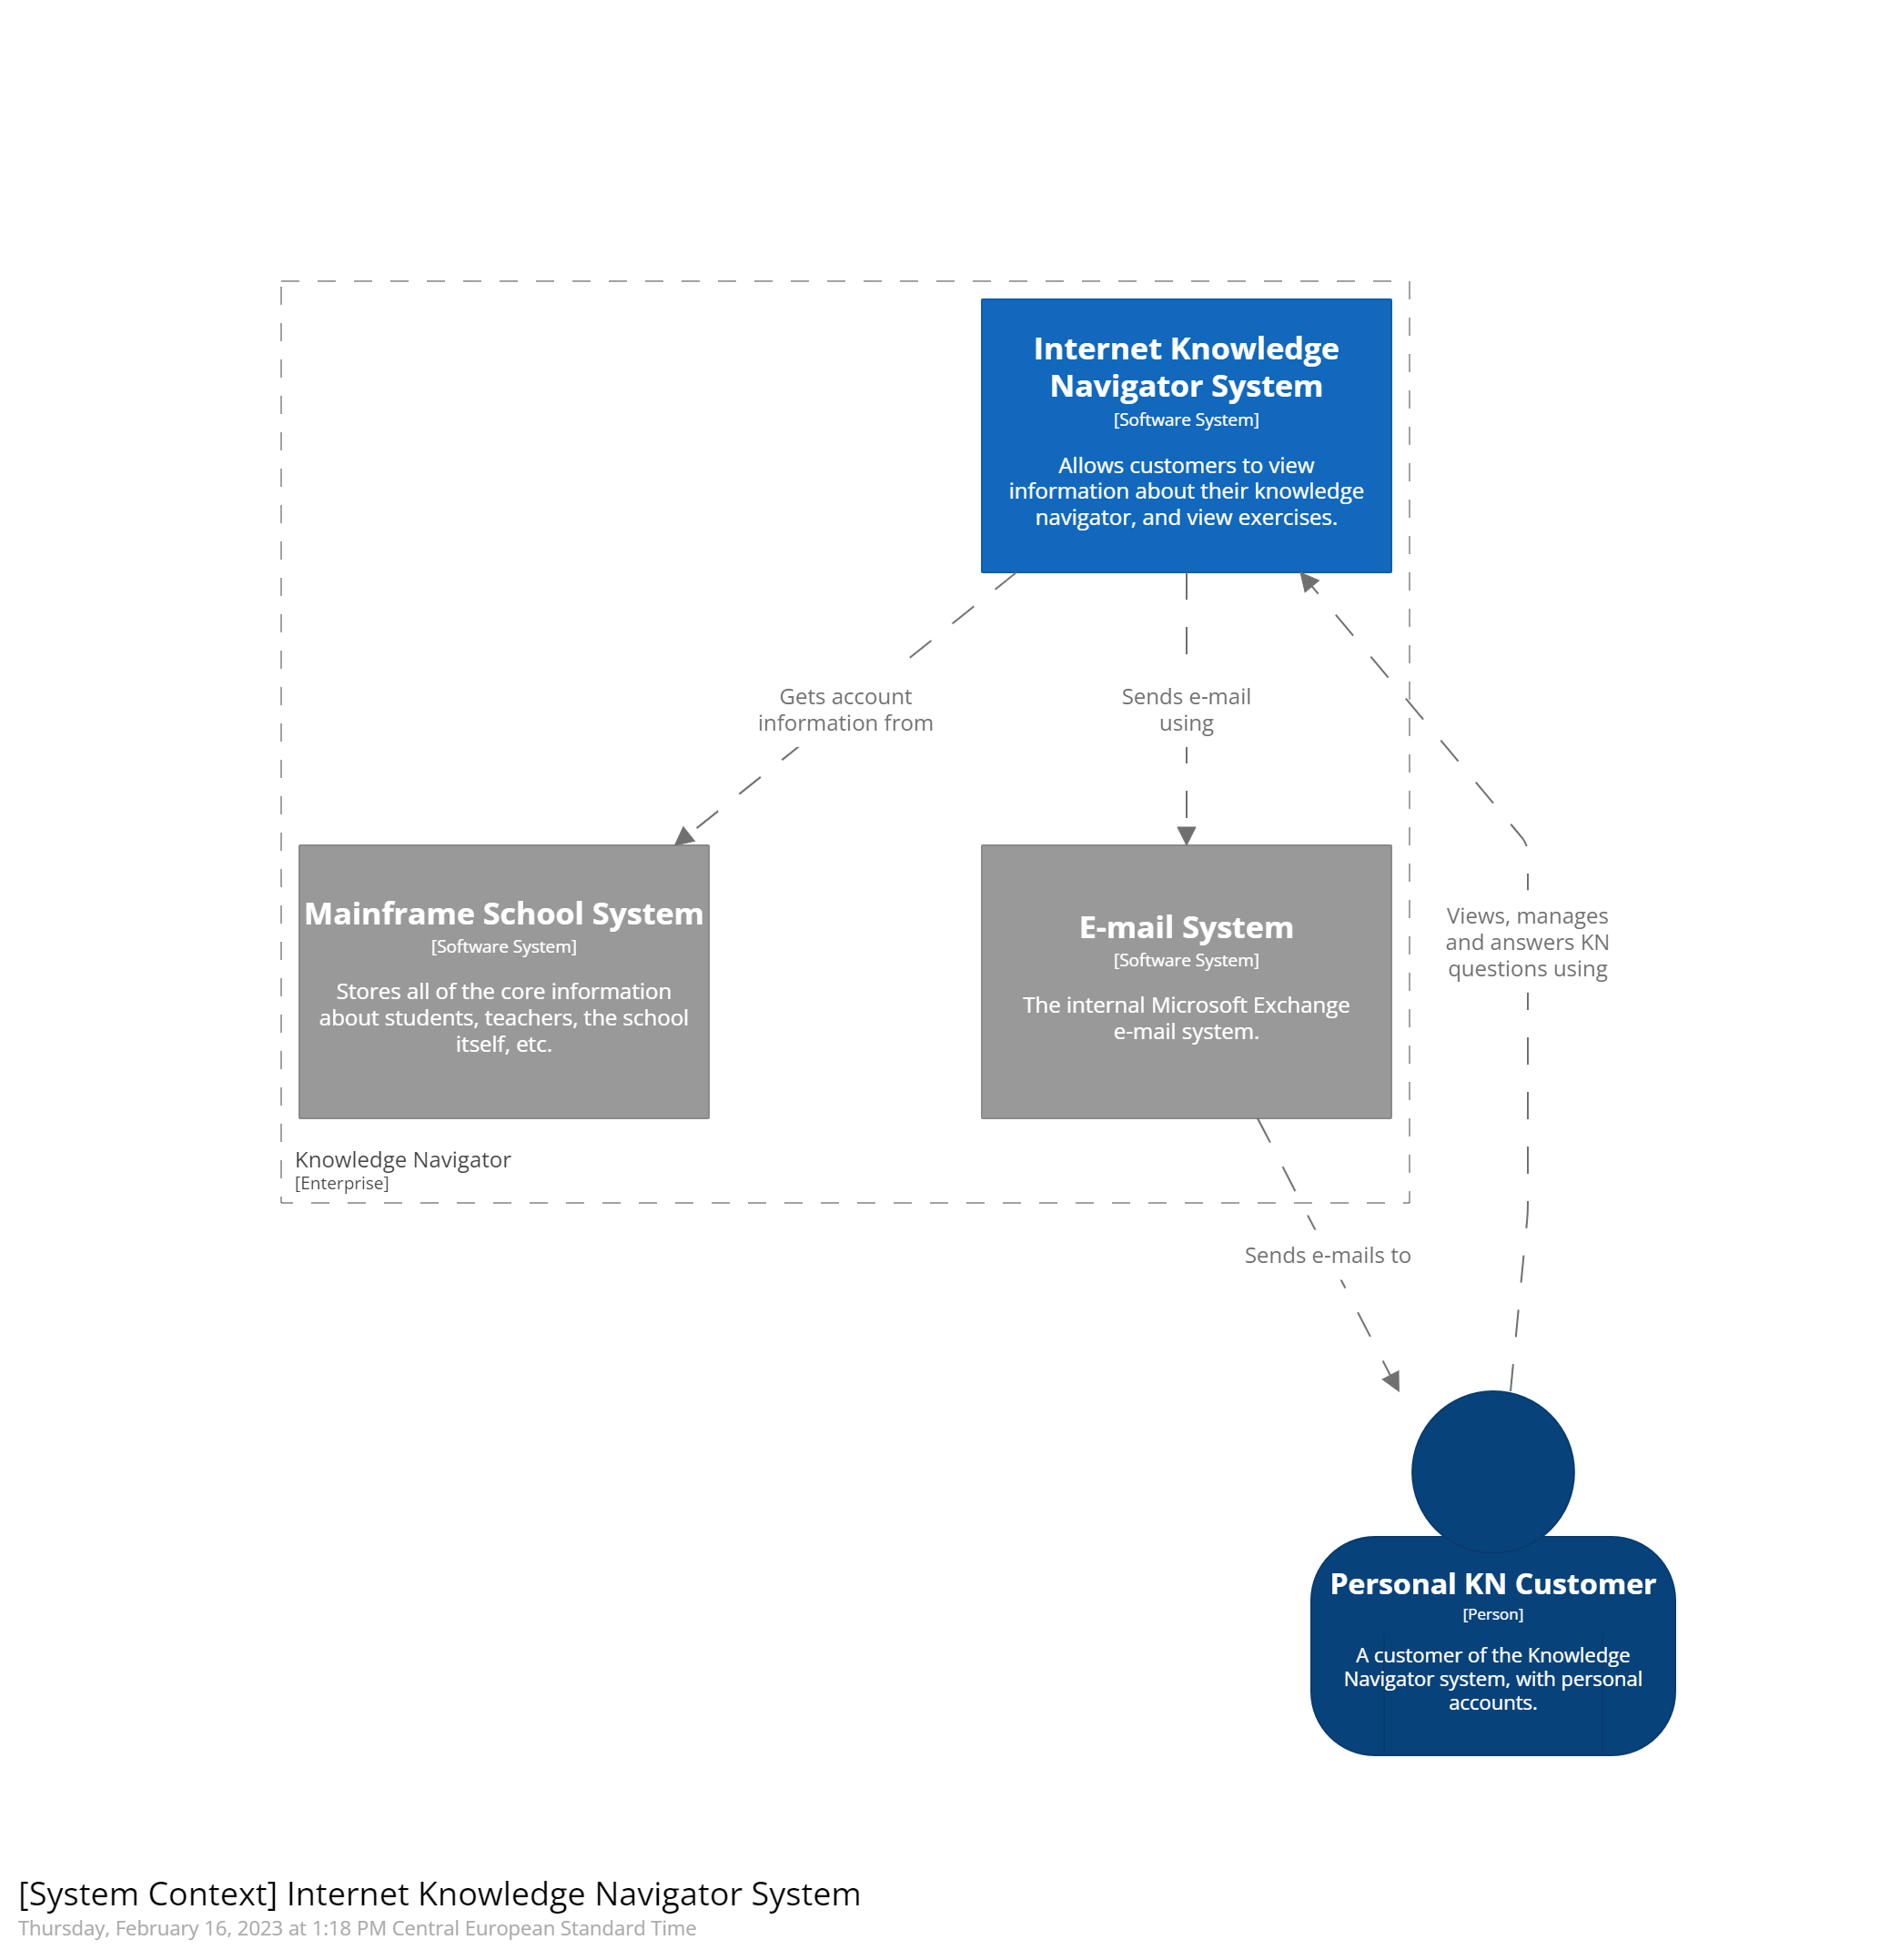 Internet Knowledge
Navigator System
[Software System]
Allows customers to view
information about their knowledge
navigator, and view exercises.
Gets account
information from
Sends e-mail
using
Mainframe School System
[Software System]
Stores all of the core information
about students, teachers, the school
itself, etc.
E-mail System
[Software System]
The internal Microsoft Exchange
e-mail system.
Views, manages
and answers KN
questions using
Knowledge Navigator
[Enterprise]
Sends e-mails to
Personal KN Customer
[Person]
A customer of the Knowledge
Navigator system, with personal
accounts.
[System Context] Internet Knowledge Navigator System
Thursday, February 16, 2023 at 1:18 PM Central European Standard Time